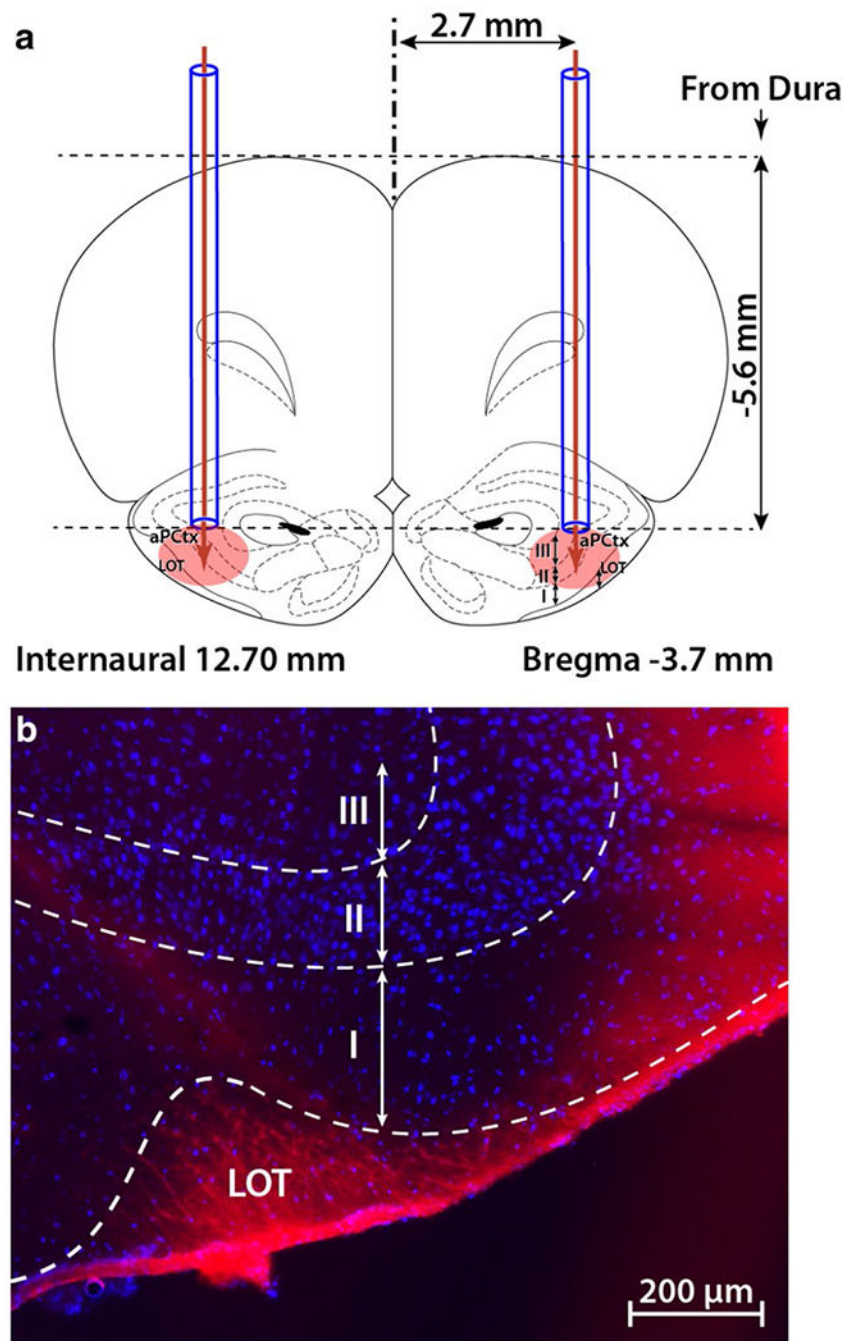 a
2.7 mm
From Dura
-5.6 mm
aPCtx
LOT
aPCtx
III
LOT
II
I
Internaural 12.70 mm
Bregma -3.7 mm
b
III
II
I
LOT
200 μm